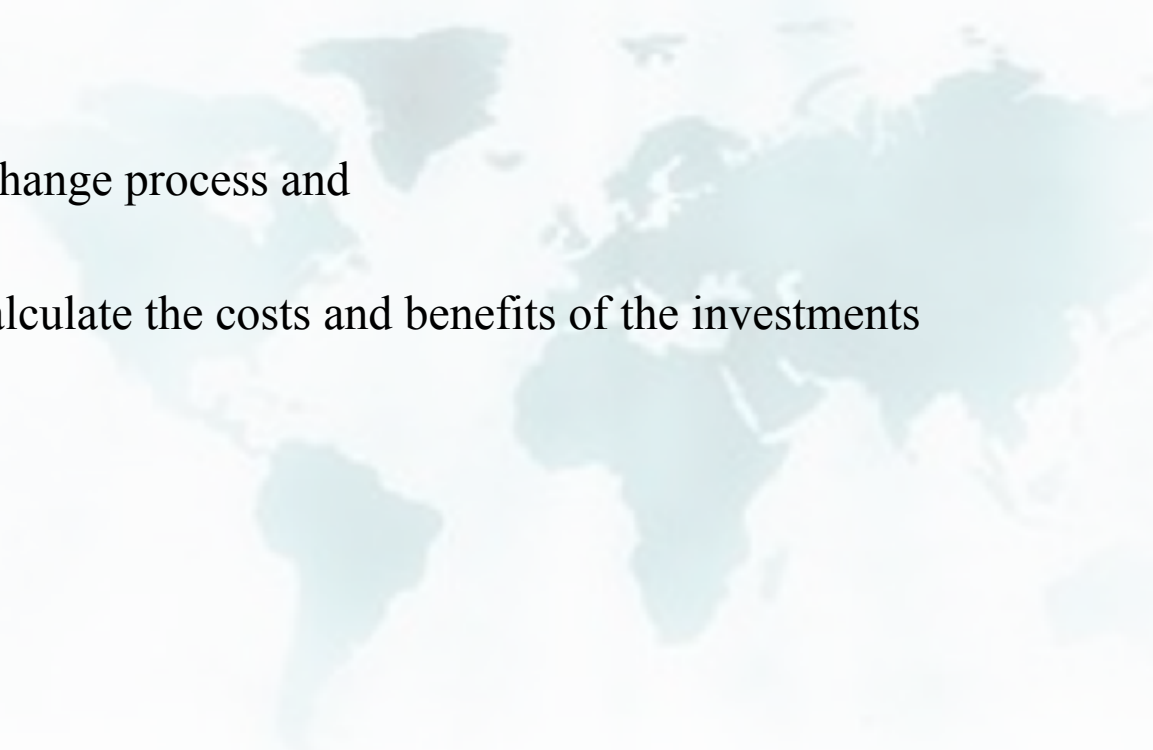 hange process and
alculate the costs and benefits of the investments